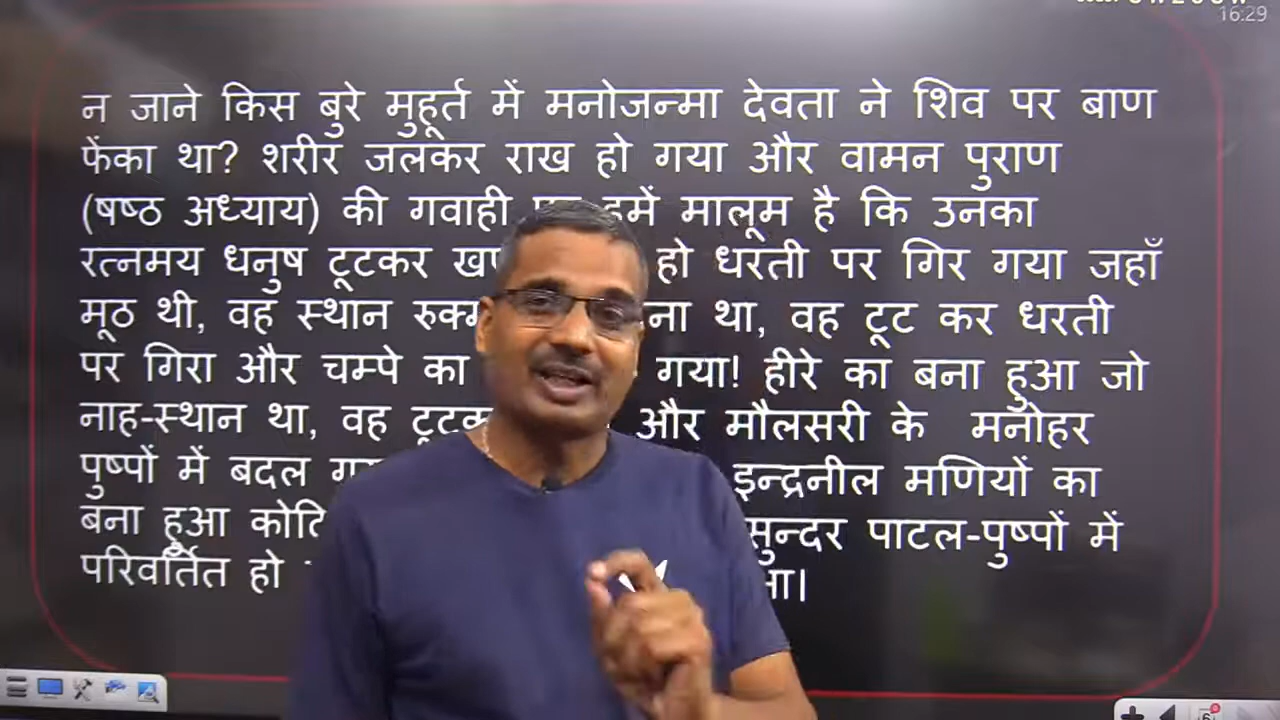 16:29
न जाने किस बुरे मुहूर्त में मनोजन्मा देवता ने शिव पर बाण
फेंका था? शरीर जलकर राख हो गया और वामन पुराण
(षष्ठ अध्याय) की गवाही हमें मालूम है कि उनका
रत्नमय धनुष टूटकर हो धरती पर गिर गया जहाँ
मूठ थी, वह स्थान था, वह टूट कर धरती
पर गिरा और चम्पे का गया! हीरे का बना हुआ जो
नाह-स्थान था, वह और मौलसरी के मनोहर
पुष्पों में बदल इन्द्रनील मणियों का
बना हुआ सुन्दर पाटल-पुष्पों में
परिवर्तित हो